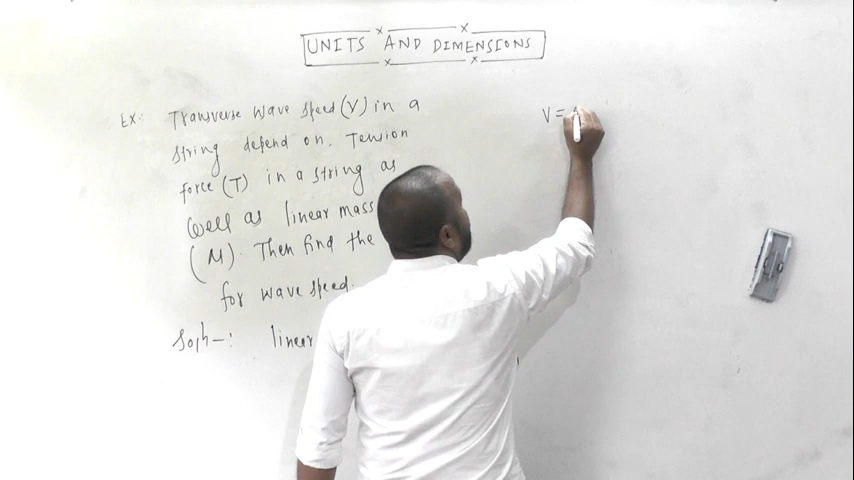 UNITS AND DIMENSIONS
Ex:- Transverse wave speed (V) in a
string depend on. Tension
force (T) in a string as
well as linear mass
(M). Then find the
for wave speed.
Soln-: linear
V =